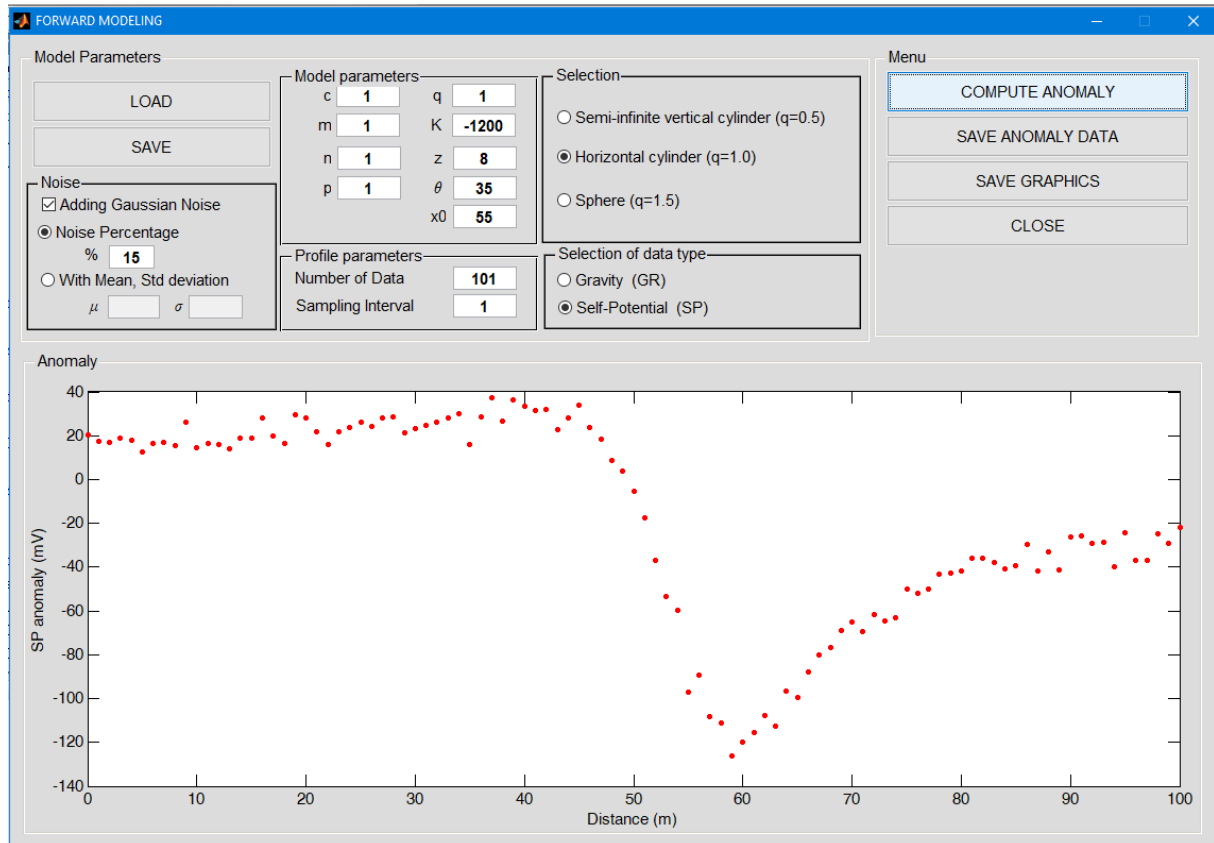 FORWARD MODELING
Model Parameters
LOAD
SAVE
Noise
Adding Gaussian Noise
Noise Percentage
% 15
With Mean, Std deviation
μ σ
Model parameters
c 1 q 1
m 1 K -1200
n 1 z 8
p 1 θ 35
x0 55
Profile parameters
Number of Data 101
Sampling Interval 1
Selection
Semi-infinite vertical cylinder (q=0.5)
Horizontal cylinder (q=1.0)
Sphere (q=1.5)
Selection of data type
Gravity (GR)
Self-Potential (SP)
Menu
COMPUTE ANOMALY
SAVE ANOMALY DATA
SAVE GRAPHICS
CLOSE
Anomaly
SP anomaly (mV)
40
20
0
-20
-40
-60
-80
-100
-120
-140
0 10 20 30 40 50 60 70 80 90 100
Distance (m)